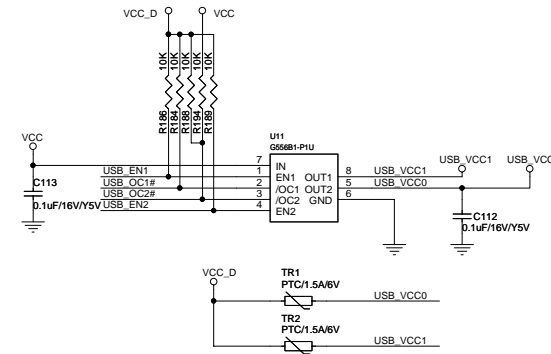 VCC_D
VCC
10K
10K
10K
10K
10K
R186
R184
R188
R194
R189
U11
G556B1-P1U
VCC
C113
0.1uF/16V/Y5V
USB_EN1
USB_OC1#
USB_OC2#
USB_EN2
7
1
2
3
4
IN
EN1
/OC1
/OC2
EN2
OUT1
OUT2
GND
8
5
6
USB_VCC1
USB_VCC0
USB_VCC1
USB_VCC
C112
0.1uF/16V/Y5V
VCC_D
TR1
PTC/1.5A/6V
USB_VCC0
TR2
PTC/1.5A/6V
USB_VCC1